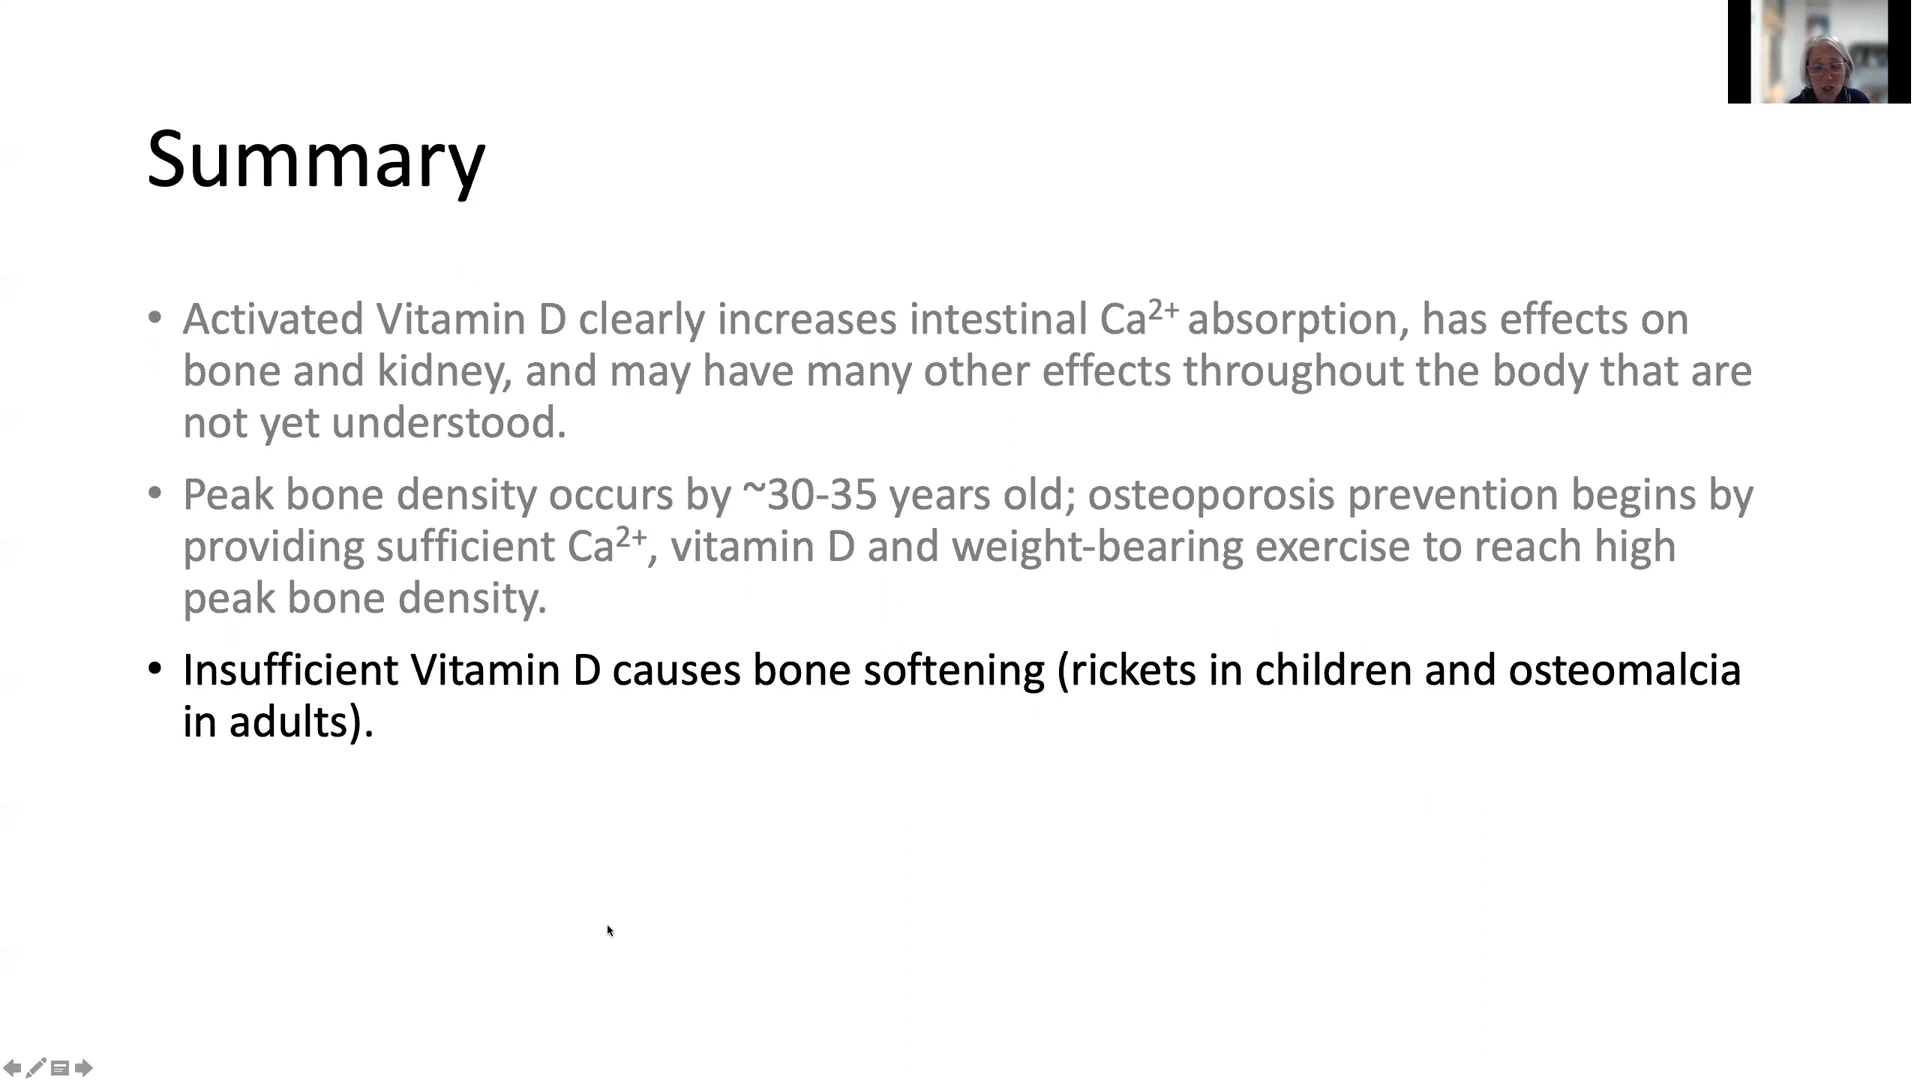 Summary
• Activated Vitamin D clearly increases intestinal Ca²⁺ absorption, has effects on
bone and kidney, and may have many other effects throughout the body that are
not yet understood.
• Peak bone density occurs by ~30-35 years old; osteoporosis prevention begins by
providing sufficient Ca²⁺, vitamin D and weight-bearing exercise to reach high
peak bone density.
• Insufficient Vitamin D causes bone softening (rickets in children and osteomalcia
in adults).